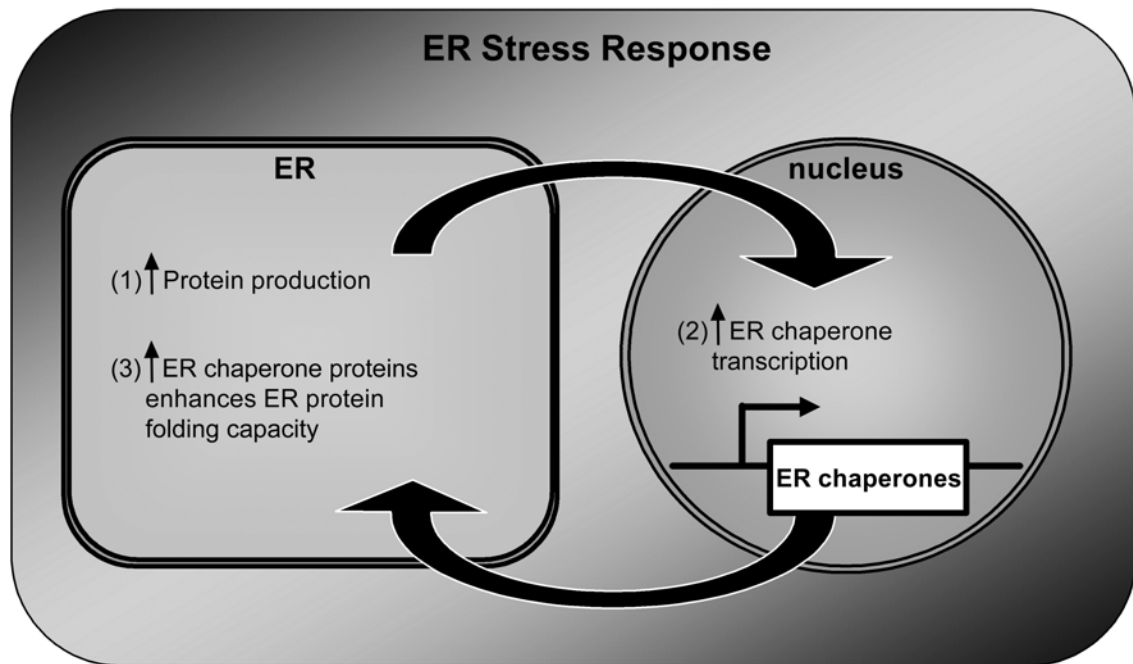 ER Stress Response
ER
(1) ↑ Protein production
(3) ↑ ER chaperone proteins
enhances ER protein
folding capacity
nucleus
(2) ↑ ER chaperone
transcription
ER chaperones